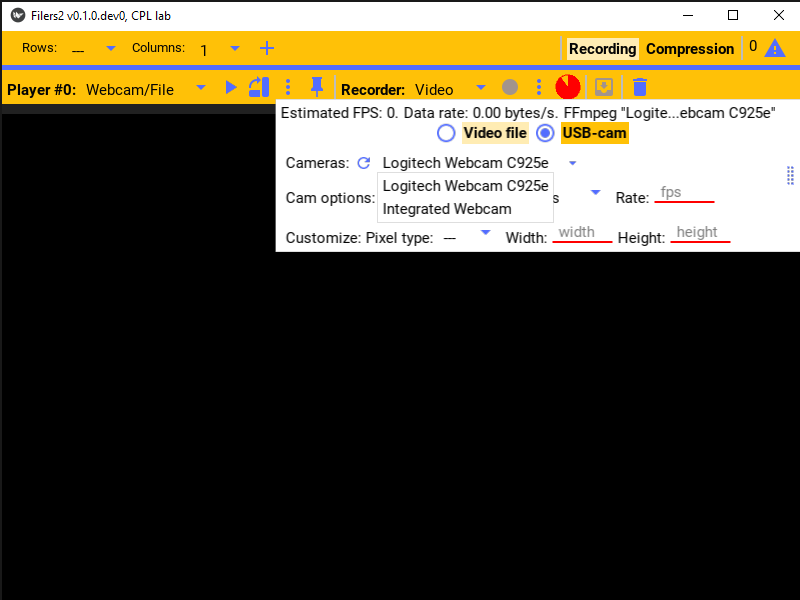 Filers2 v0.1.0.dev0, CPL lab
Rows: --- Columns: 1 Recording Compression 0
Player #0: Webcam/File Recorder: Video
Estimated FPS: 0. Data rate: 0.00 bytes/s. FFmpeg "Logite...ebcam C925e"
Video file USB-cam
Cameras: Logitech Webcam C925e
Logitech Webcam C925e
Cam options: s Rate: fps
Integrated Webcam
Customize: Pixel type: --- Width: width Height: height